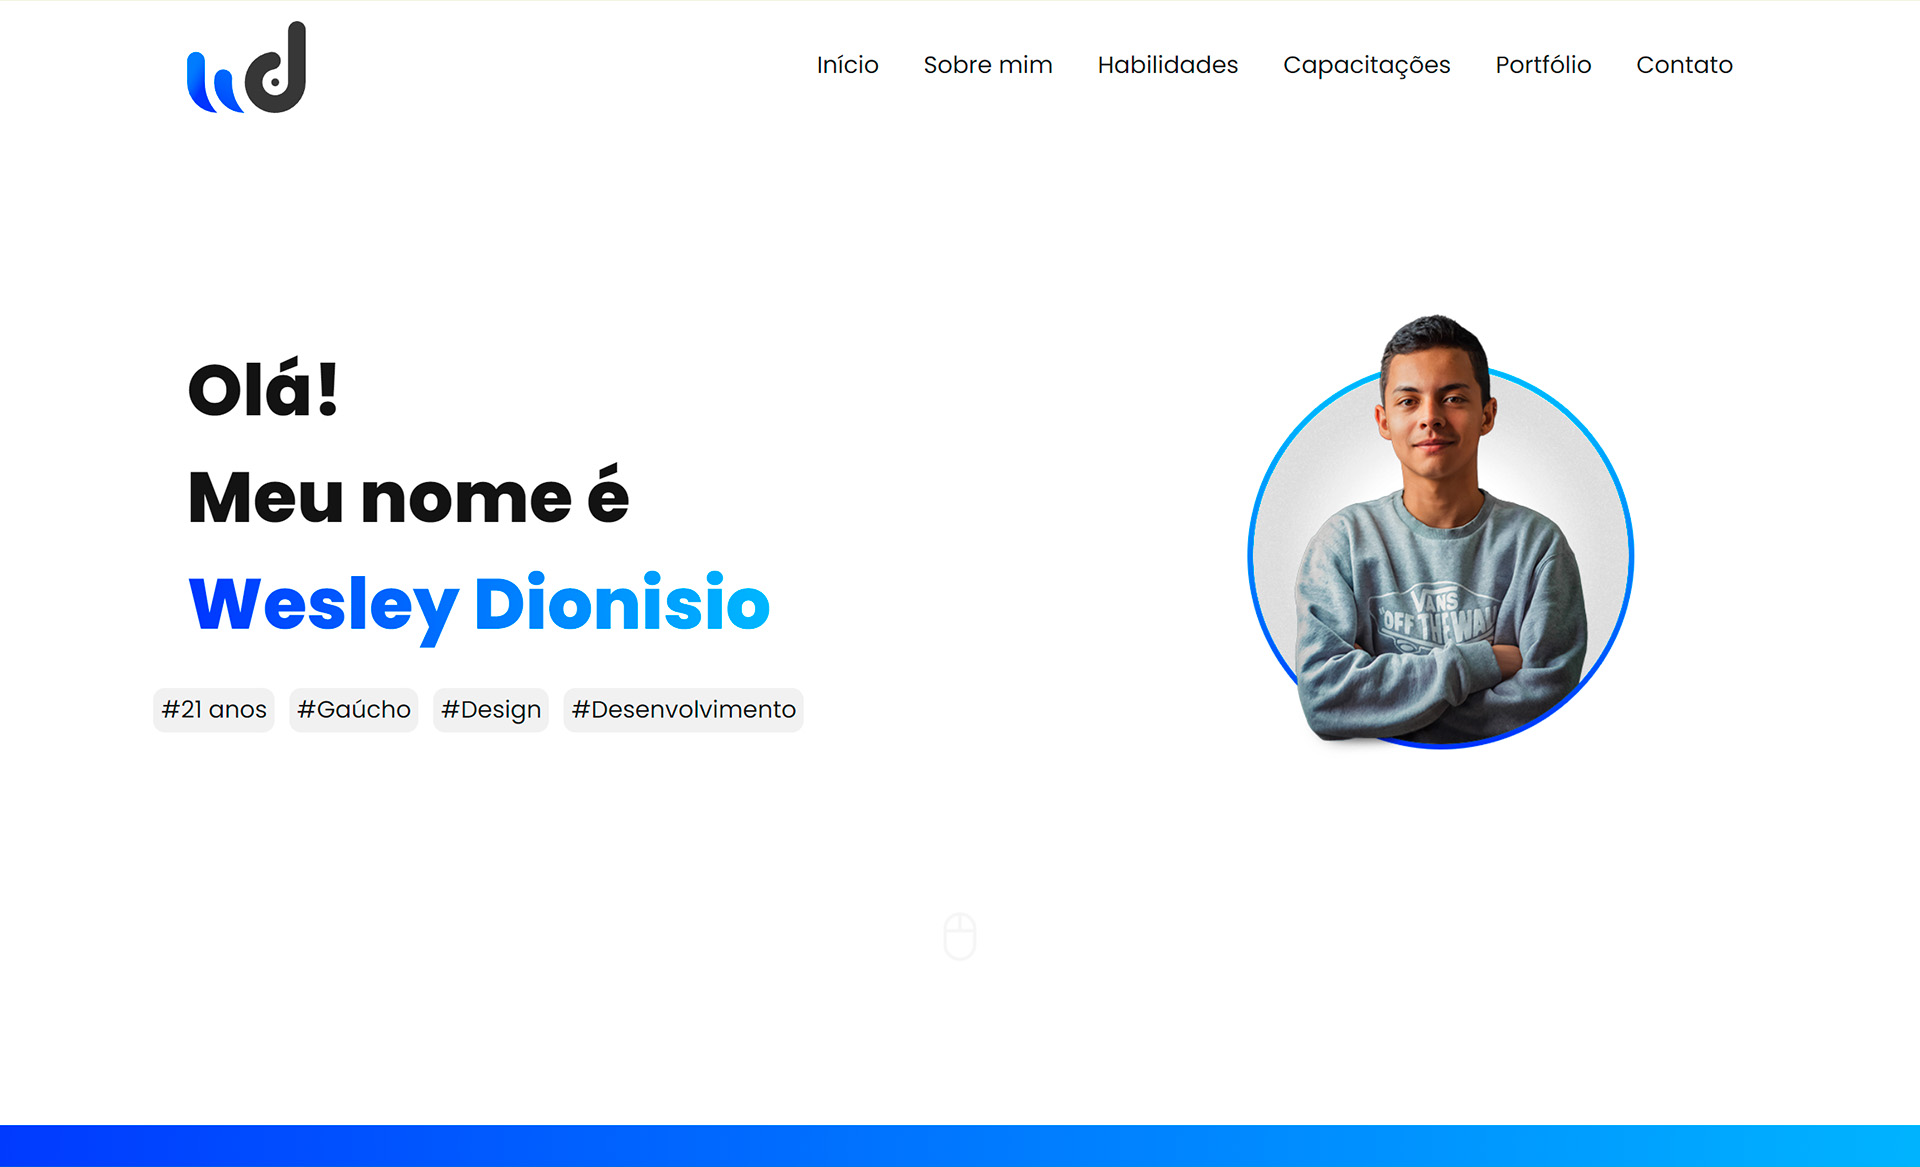 wd
Início Sobre mim Habilidades Capacitações Portfólio Contato
Olá!
Meu nome é
Wesley Dionisio
#21 anos #Gaúcho #Design #Desenvolvimento
VANS
"OFF THE WALL